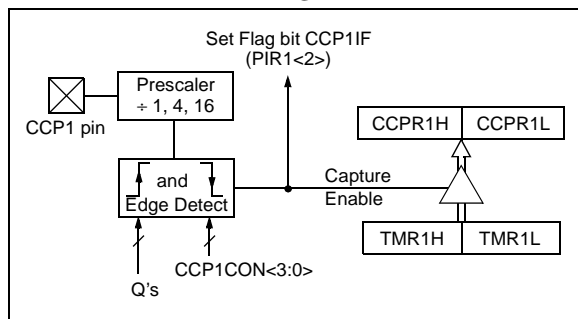 Set Flag bit CCP1IF
(PIR1<2>)
Prescaler
÷ 1, 4, 16
CCP1 pin
CCPR1H CCPR1L
and
Edge Detect
Capture
Enable
TMR1H TMR1L
CCP1CON<3:0>
Q's